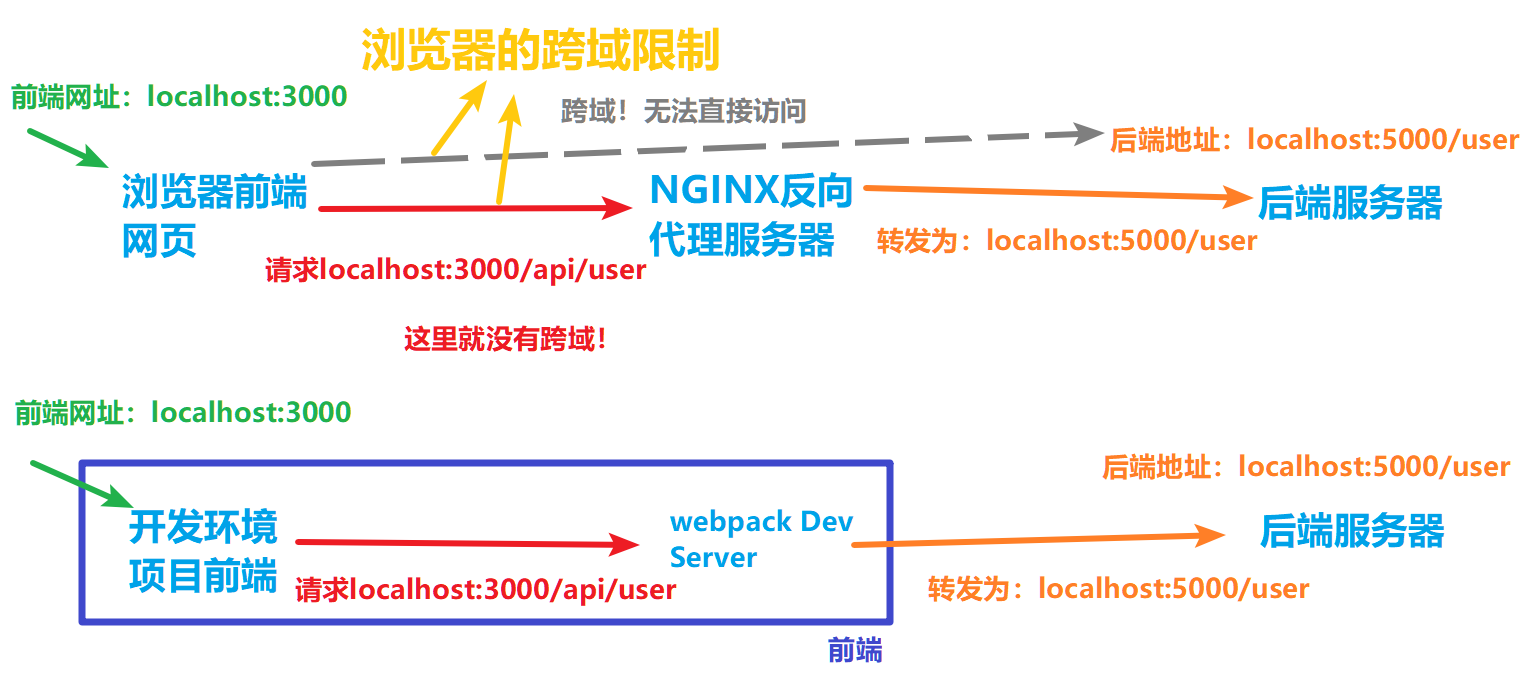 浏览器的跨域限制
前端网址：localhost:3000
跨域！无法直接访问
后端地址：localhost:5000/user
浏览器前端
网页
NGINX反向
代理服务器
后端服务器
转发为：localhost:5000/user
请求localhost:3000/api/user
这里就没有跨域！
前端网址：localhost:3000
后端地址：localhost:5000/user
开发环境
项目前端
webpack Dev
Server
后端服务器
请求localhost:3000/api/user
转发为：localhost:5000/user
前端